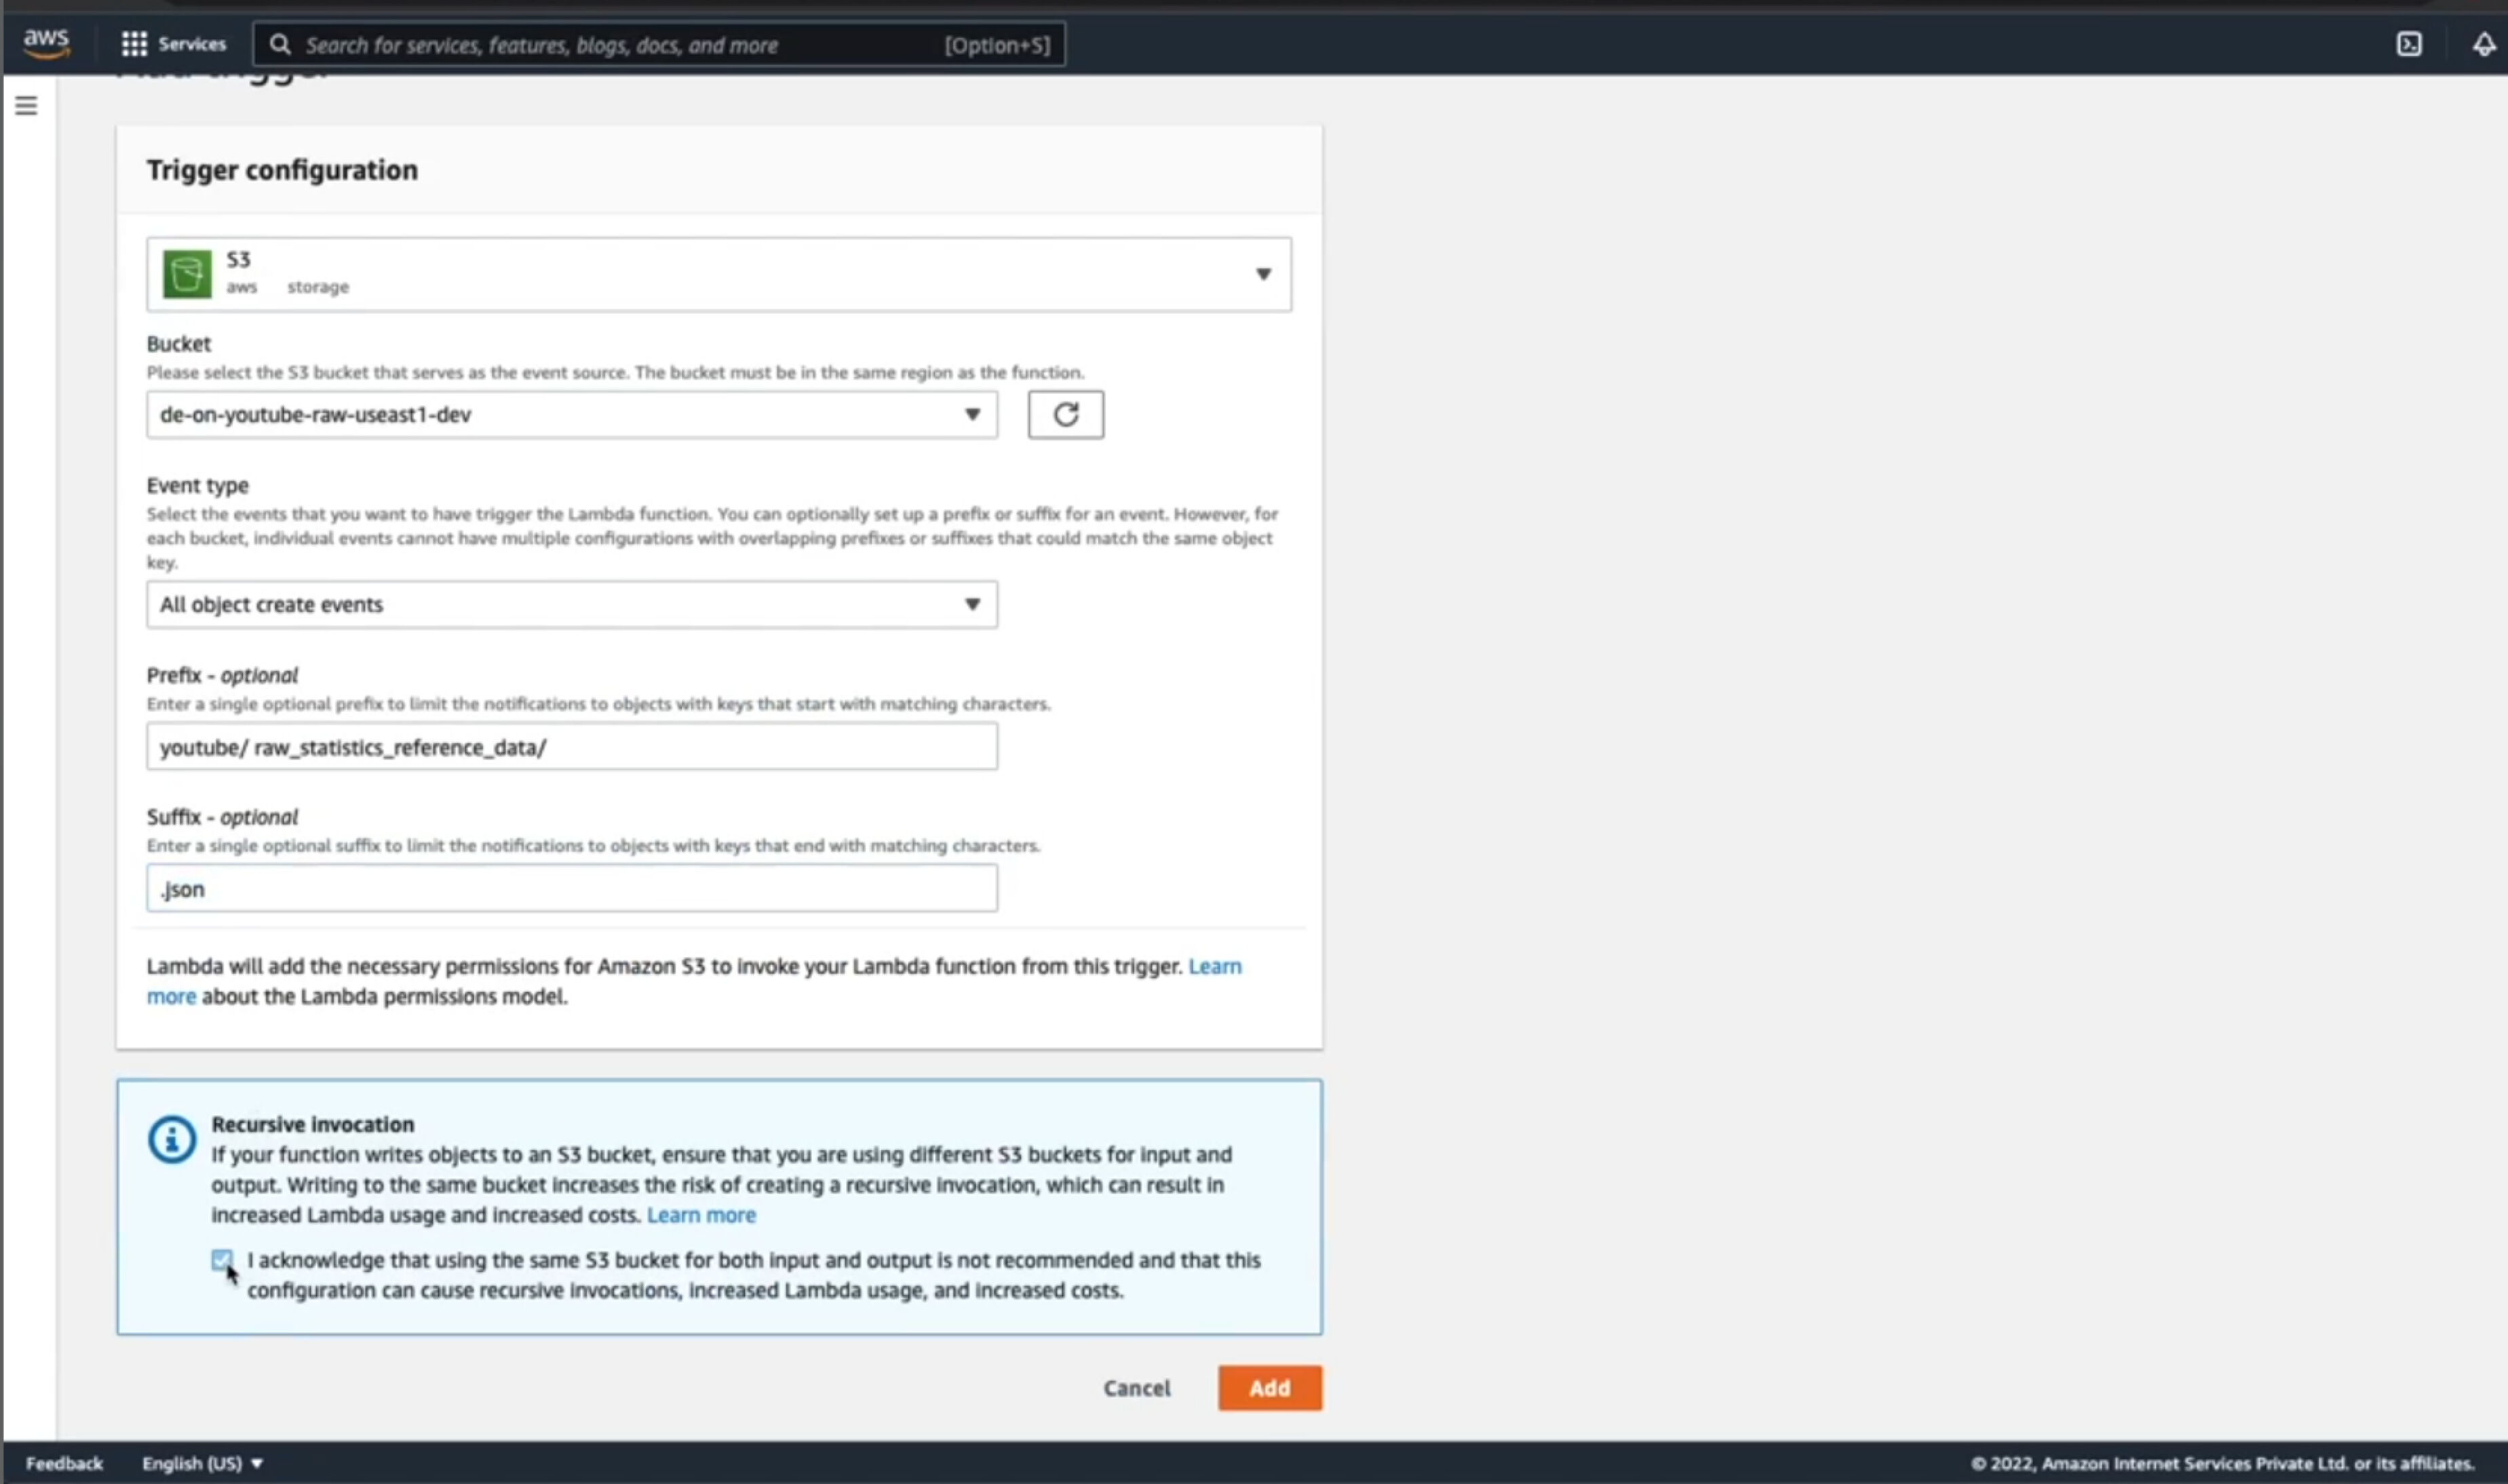 aws
Services
Search for services, features, blogs, docs, and more
[Option+S]
Trigger configuration
S3
aws storage
Bucket
Please select the S3 bucket that serves as the event source. The bucket must be in the same region as the function.
de-on-youtube-raw-useast1-dev
Event type
Select the events that you want to have trigger the Lambda function. You can optionally set up a prefix or suffix for an event. However, for
each bucket, individual events cannot have multiple configurations with overlapping prefixes or suffixes that could match the same object
key.
All object create events
Prefix - optional
Enter a single optional prefix to limit the notifications to objects with keys that start with matching characters.
youtube/ raw_statistics_reference_data/
Suffix - optional
Enter a single optional suffix to limit the notifications to objects with keys that end with matching characters.
.json
Lambda will add the necessary permissions for Amazon S3 to invoke your Lambda function from this trigger. Learn
more about the Lambda permissions model.
Recursive invocation
If your function writes objects to an S3 bucket, ensure that you are using different S3 buckets for input and
output. Writing to the same bucket increases the risk of creating a recursive invocation, which can result in
increased Lambda usage and increased costs. Learn more
I acknowledge that using the same S3 bucket for both input and output is not recommended and that this
configuration can cause recursive invocations, increased Lambda usage, and increased costs.
Cancel
Add
Feedback
English (US)
© 2022, Amazon Internet Services Private Ltd. or its affiliates.